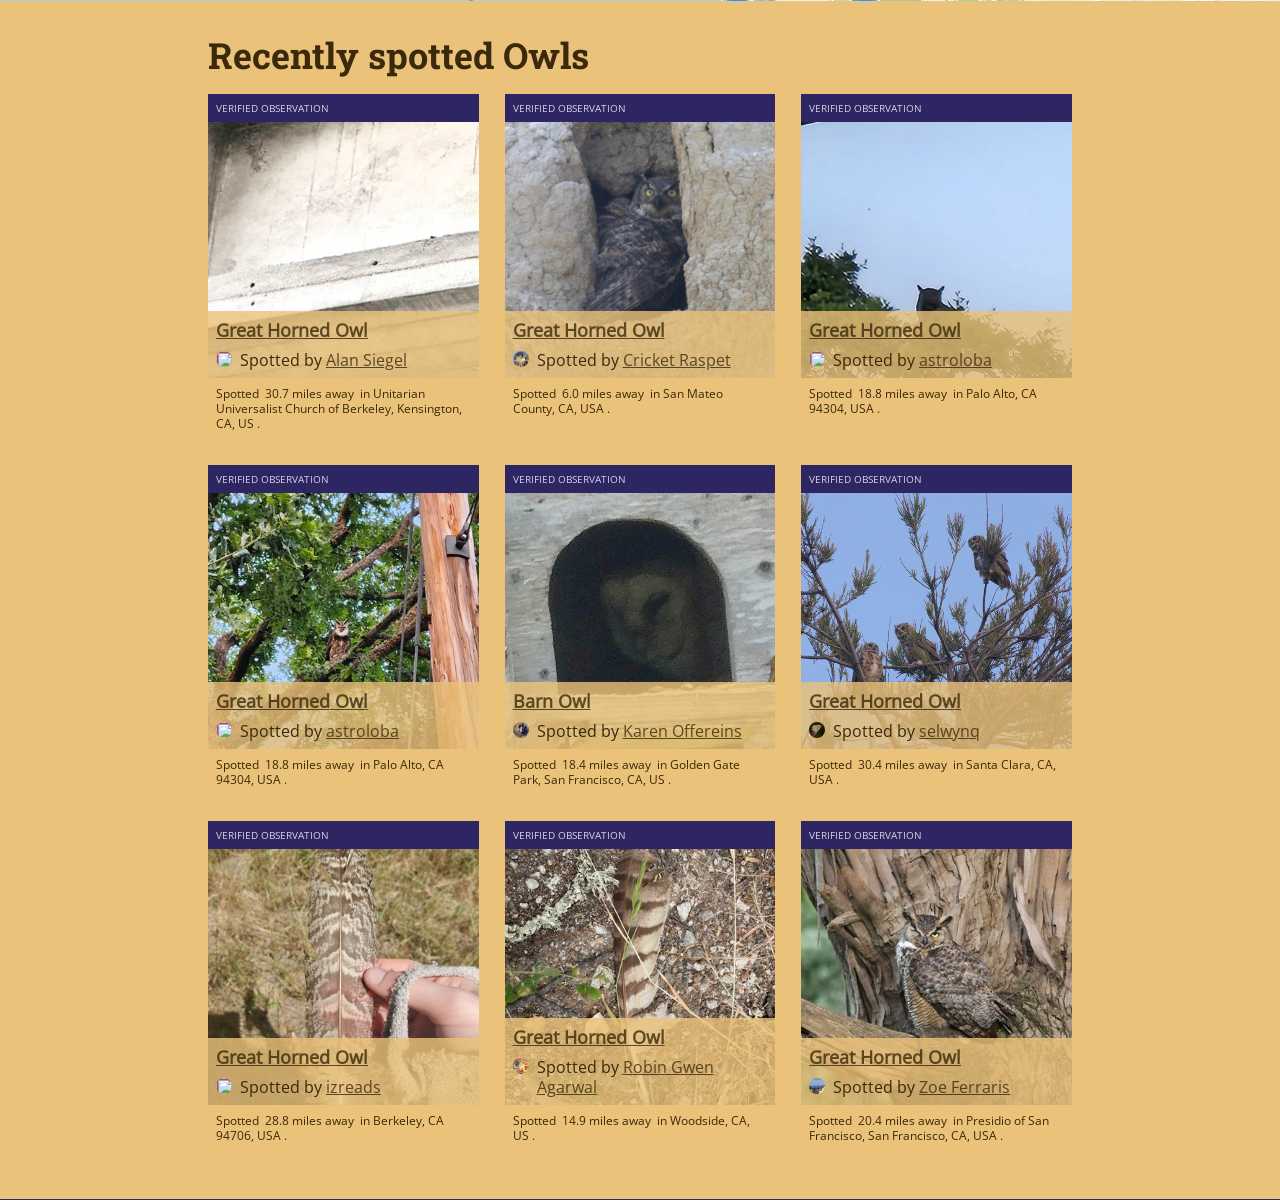 Recently spotted Owls
VERIFIED OBSERVATION
Great Horned Owl
Spotted by Alan Siegel
Spotted 30.7 miles away in Unitarian
Universalist Church of Berkeley, Kensington,
CA, US .
VERIFIED OBSERVATION
Great Horned Owl
Spotted by Cricket Raspet
Spotted 6.0 miles away in San Mateo
County, CA, USA .
VERIFIED OBSERVATION
Great Horned Owl
Spotted by astroloba
Spotted 18.8 miles away in Palo Alto, CA
94304, USA .
VERIFIED OBSERVATION
Great Horned Owl
Spotted by astroloba
Spotted 18.8 miles away in Palo Alto, CA
94304, USA .
VERIFIED OBSERVATION
Barn Owl
Spotted by Karen Offereins
Spotted 18.4 miles away in Golden Gate
Park, San Francisco, CA, US .
VERIFIED OBSERVATION
Great Horned Owl
Spotted by selwynq
Spotted 30.4 miles away in Santa Clara, CA,
USA .
VERIFIED OBSERVATION
Great Horned Owl
Spotted by izreads
Spotted 28.8 miles away in Berkeley, CA
94706, USA .
VERIFIED OBSERVATION
Great Horned Owl
Spotted by Robin Gwen
Agarwal
Spotted 14.9 miles away in Woodside, CA,
US .
VERIFIED OBSERVATION
Great Horned Owl
Spotted by Zoe Ferraris
Spotted 20.4 miles away in Presidio of San
Francisco, San Francisco, CA, USA .